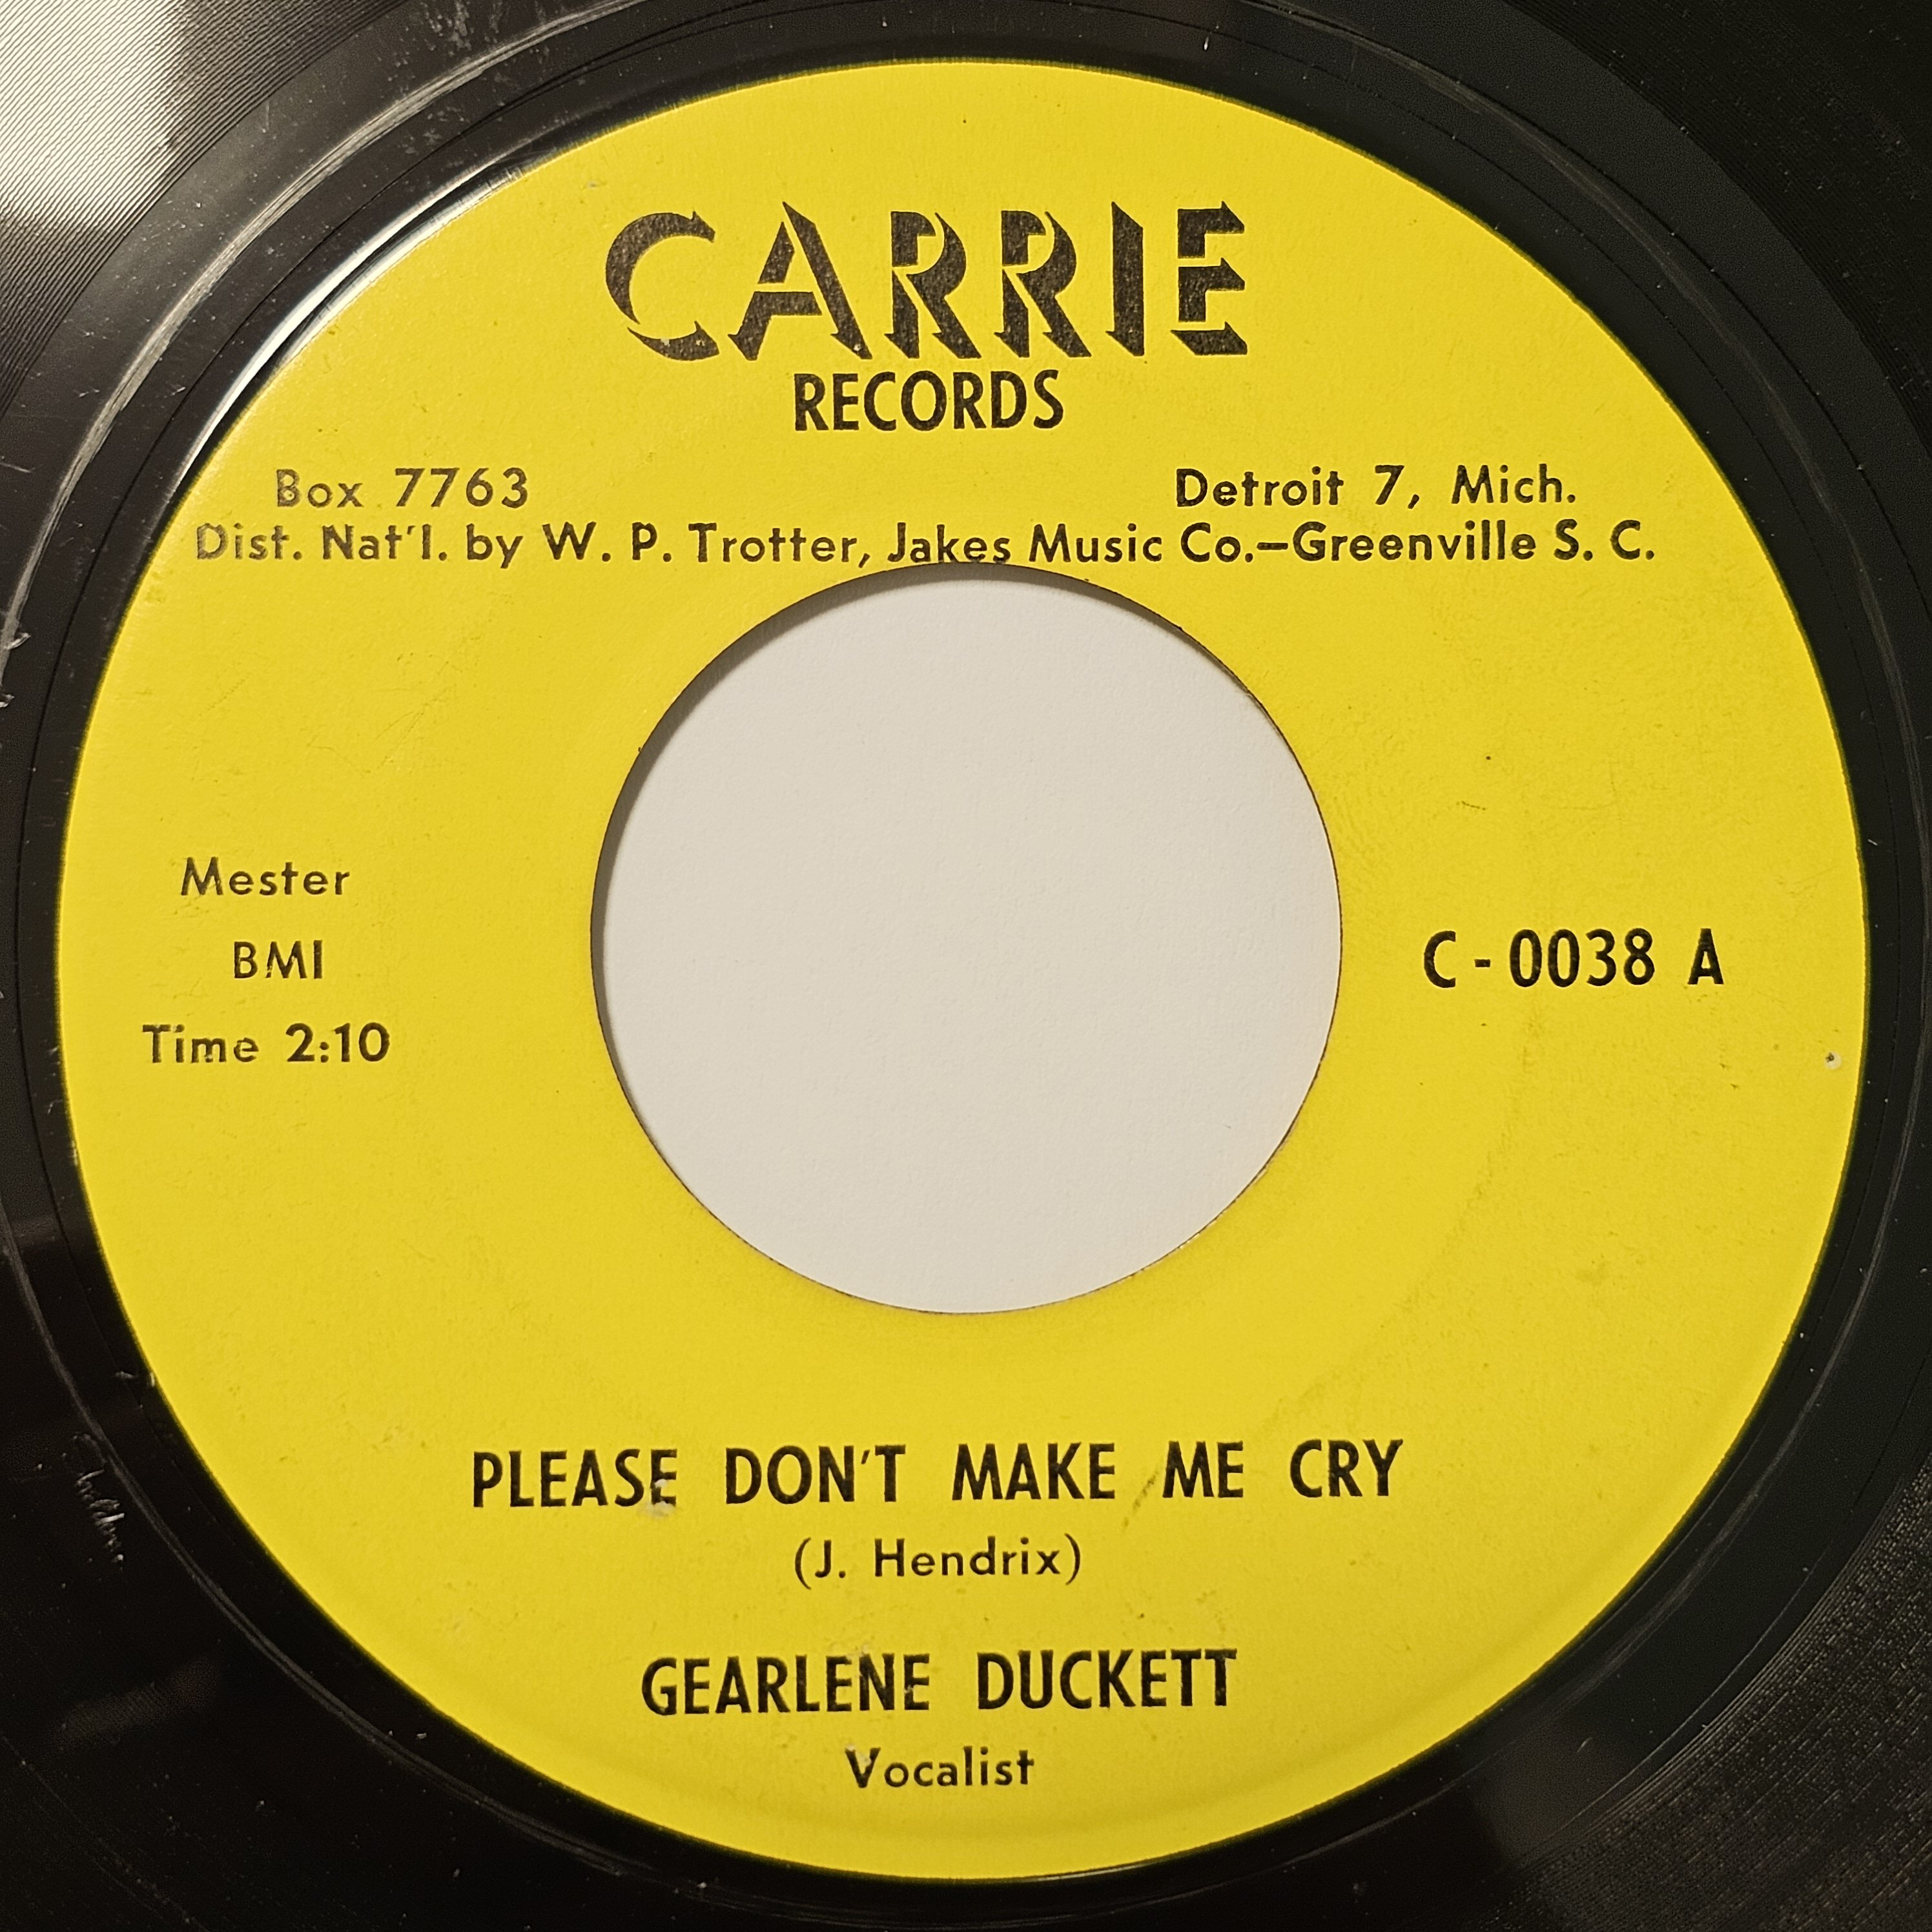 CARRIE
RECORDS
Box 7763 Detroit 7, Mich.
Dist. Nat'l. by W. P. Trotter, Jakes Music Co.—Greenville S. C.
Mester
BMI
Time 2:10
C-0038 A
PLEASE DON'T MAKE ME CRY
(J. Hendrix)
GEARLENE DUCKETT
Vocalist